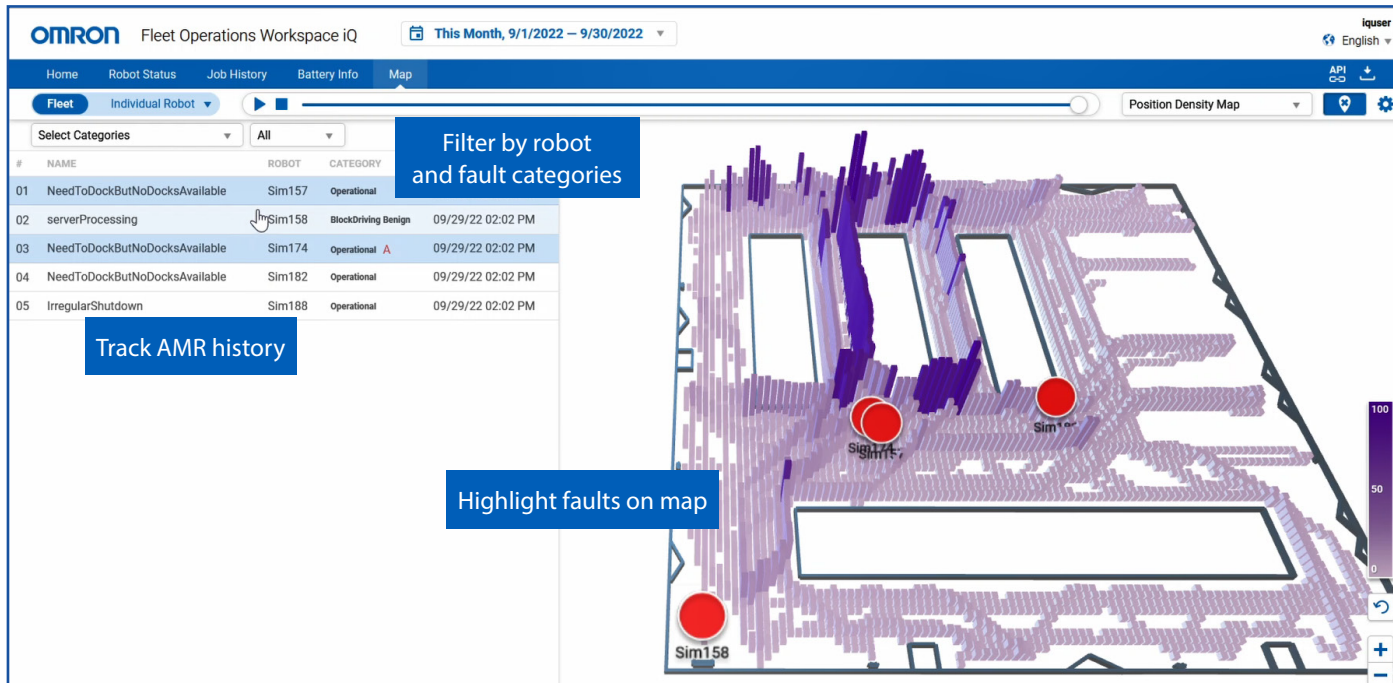 OMRON Fleet Operations Workspace iQ
This Month, 9/1/2022 — 9/30/2022
iquser
English
Home Robot Status Job History Battery Info Map
API
Fleet Individual Robot
Position Density Map
Select Categories All
Filter by robot
and fault categories
# NAME ROBOT CATEGORY
01 NeedToDockButNoDocksAvailable Sim157 Operational
02 serverProcessing Sim158 BlockDriving Benign 09/29/22 02:02 PM
03 NeedToDockButNoDocksAvailable Sim174 Operational A 09/29/22 02:02 PM
04 NeedToDockButNoDocksAvailable Sim182 Operational 09/29/22 02:02 PM
05 IrregularShutdown Sim188 Operational 09/29/22 02:02 PM
Track AMR history
Highlight faults on map
Sim174
Sim158
100
50
0